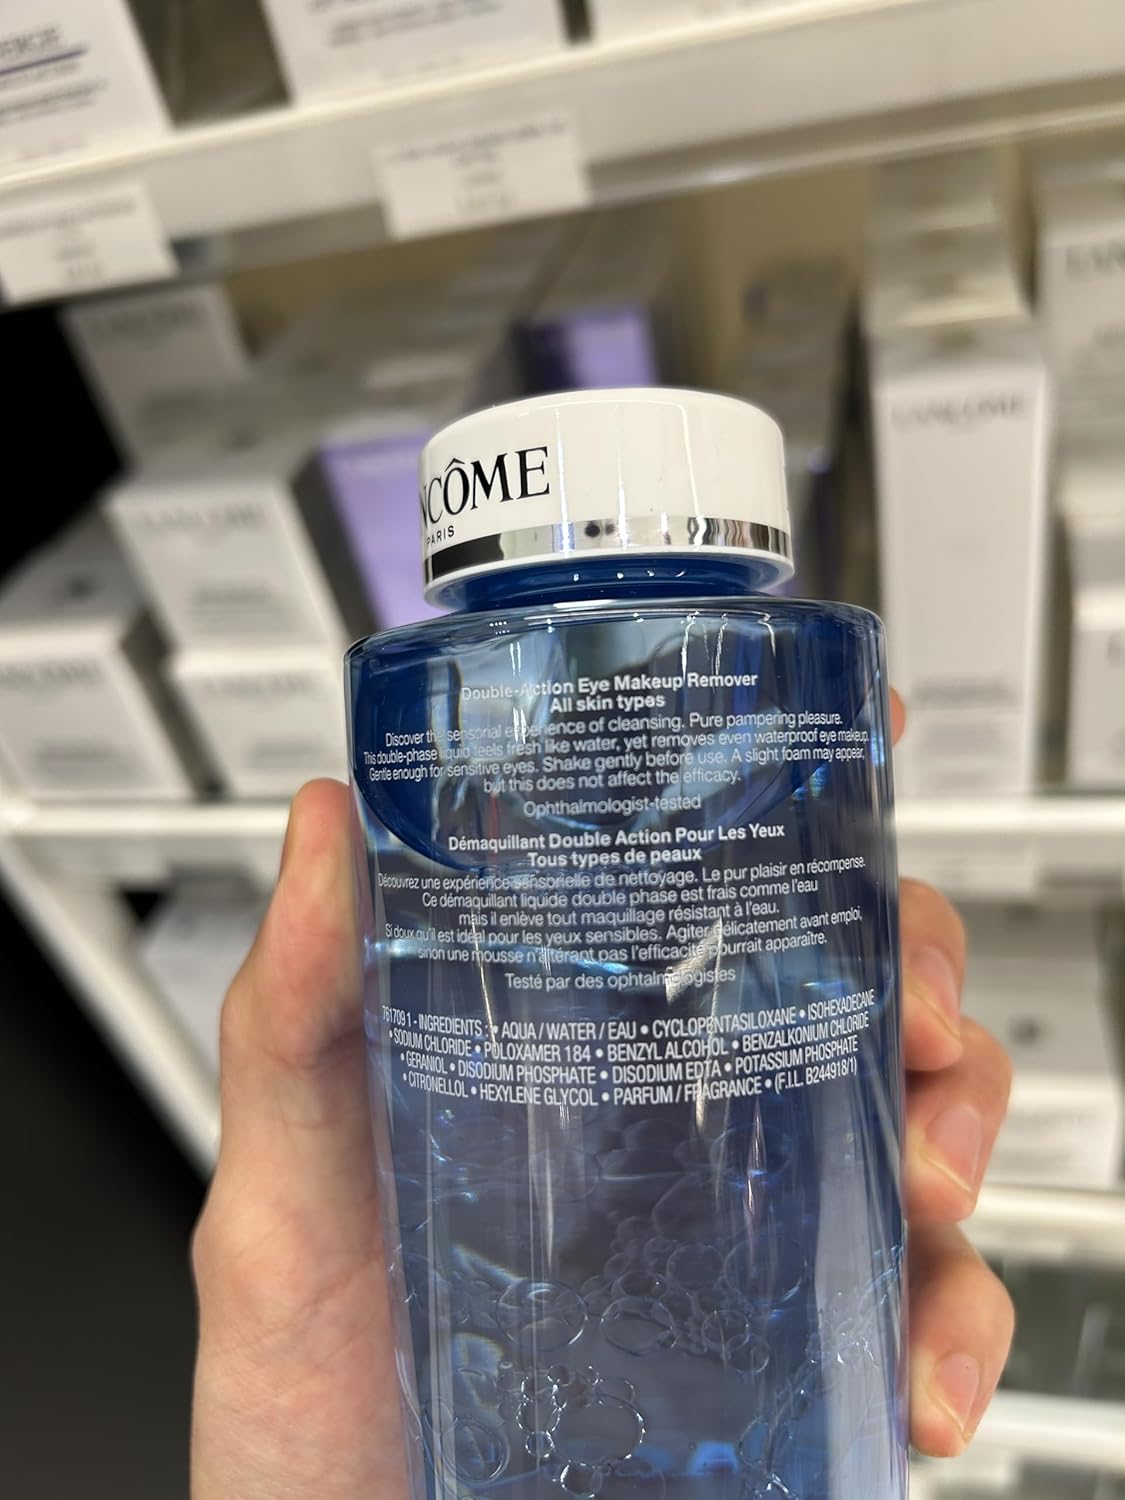 NCÔME
PARIS
Double-Action Eye Makeup Remover
All skin types
Discover the sensorial experience of cleansing. Pure pampering pleasure.
This double-phase liquid feels fresh like water, yet removes even waterproof eye makeup.
Gentle enough for sensitive eyes. Shake gently before use. A slight foam may appear,
but this does not affect the efficacy.
Ophthalmologist-tested
Démaquillant Double Action Pour Les Yeux
Tous types de peaux
Découvrez une expérience sensorielle de nettoyage. Le pur plaisir en récompense.
Ce démaquillant liquide double phase est frais comme l'eau
mais il enlève tout maquillage résistant à l'eau.
Si doux qu'il est idéal pour les yeux sensibles. Agiter délicatement avant emploi,
sinon une mousse n'altérant pas l'efficacité pourrait apparaître.
Testé par des ophtalmologistes
761709 1 - INGREDIENTS : • AQUA / WATER / EAU • CYCLOPENTASILOXANE • ISOHEXADECANE
• SODIUM CHLORIDE • POLOXAMER 184 • BENZYL ALCOHOL • BENZALKONIUM CHLORIDE
• GERANIOL • DISODIUM PHOSPHATE • DISODIUM EDTA • POTASSIUM PHOSPHATE
• CITRONELLOL • HEXYLENE GLYCOL • PARFUM / FRAGRANCE • (F.I.L. B244918/1)
LANCOME